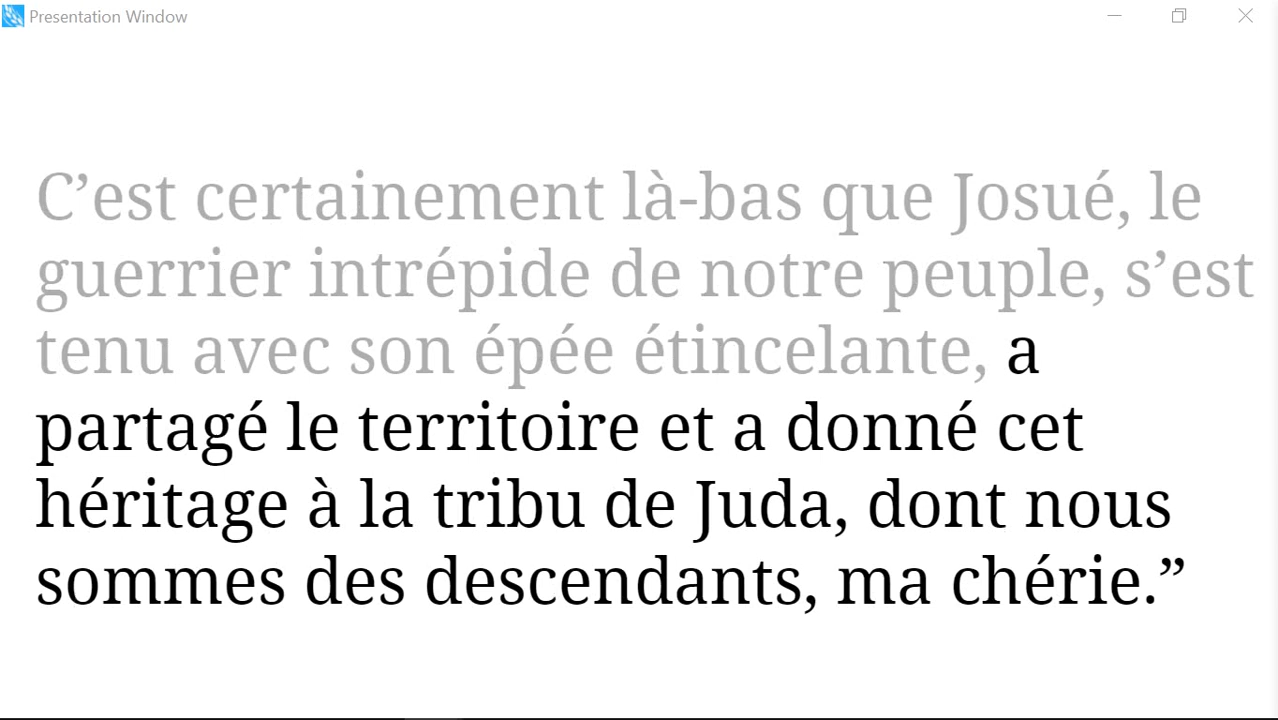 Presentation Window
C’est certainement là-bas que Josué, le
guerrier intrépide de notre peuple, s’est
tenu avec son épée étincelante, a
partagé le territoire et a donné cet
héritage à la tribu de Juda, dont nous
sommes des descendants, ma chérie.”